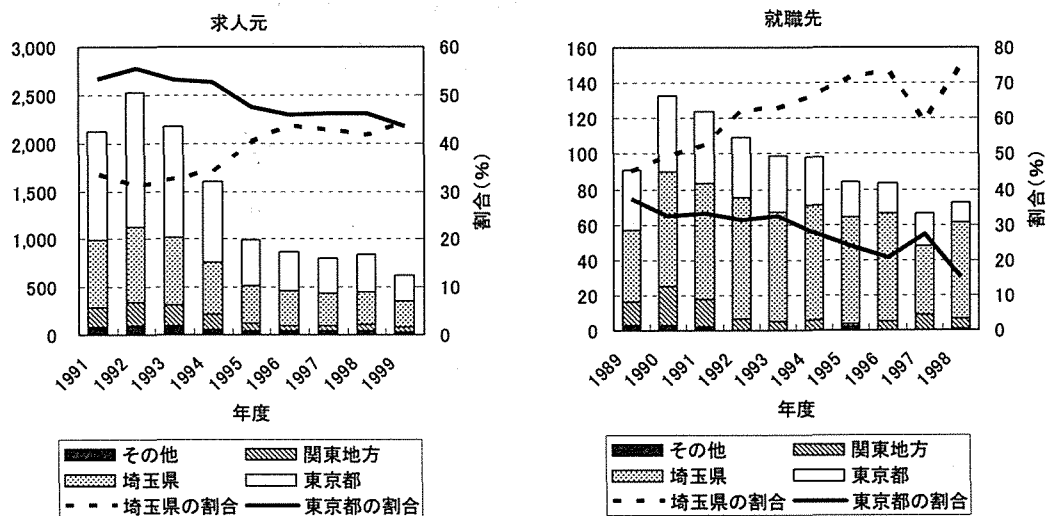 求人元
3,000
2,500
2,000
1,500
1,000
500
0
60
50
40
30
20
10
0
割合(%)
1991
1992
1993
1994
1995
1996
1997
1998
1999
年度
その他
関東地方
埼玉県
東京都
埼玉県の割合
東京都の割合
就職先
160
140
120
100
80
60
40
20
0
80
70
60
50
40
30
20
10
0
割合(%)
1989
1990
1991
1992
1993
1994
1995
1996
1997
1998
年度
その他
関東地方
埼玉県
東京都
埼玉県の割合
東京都の割合